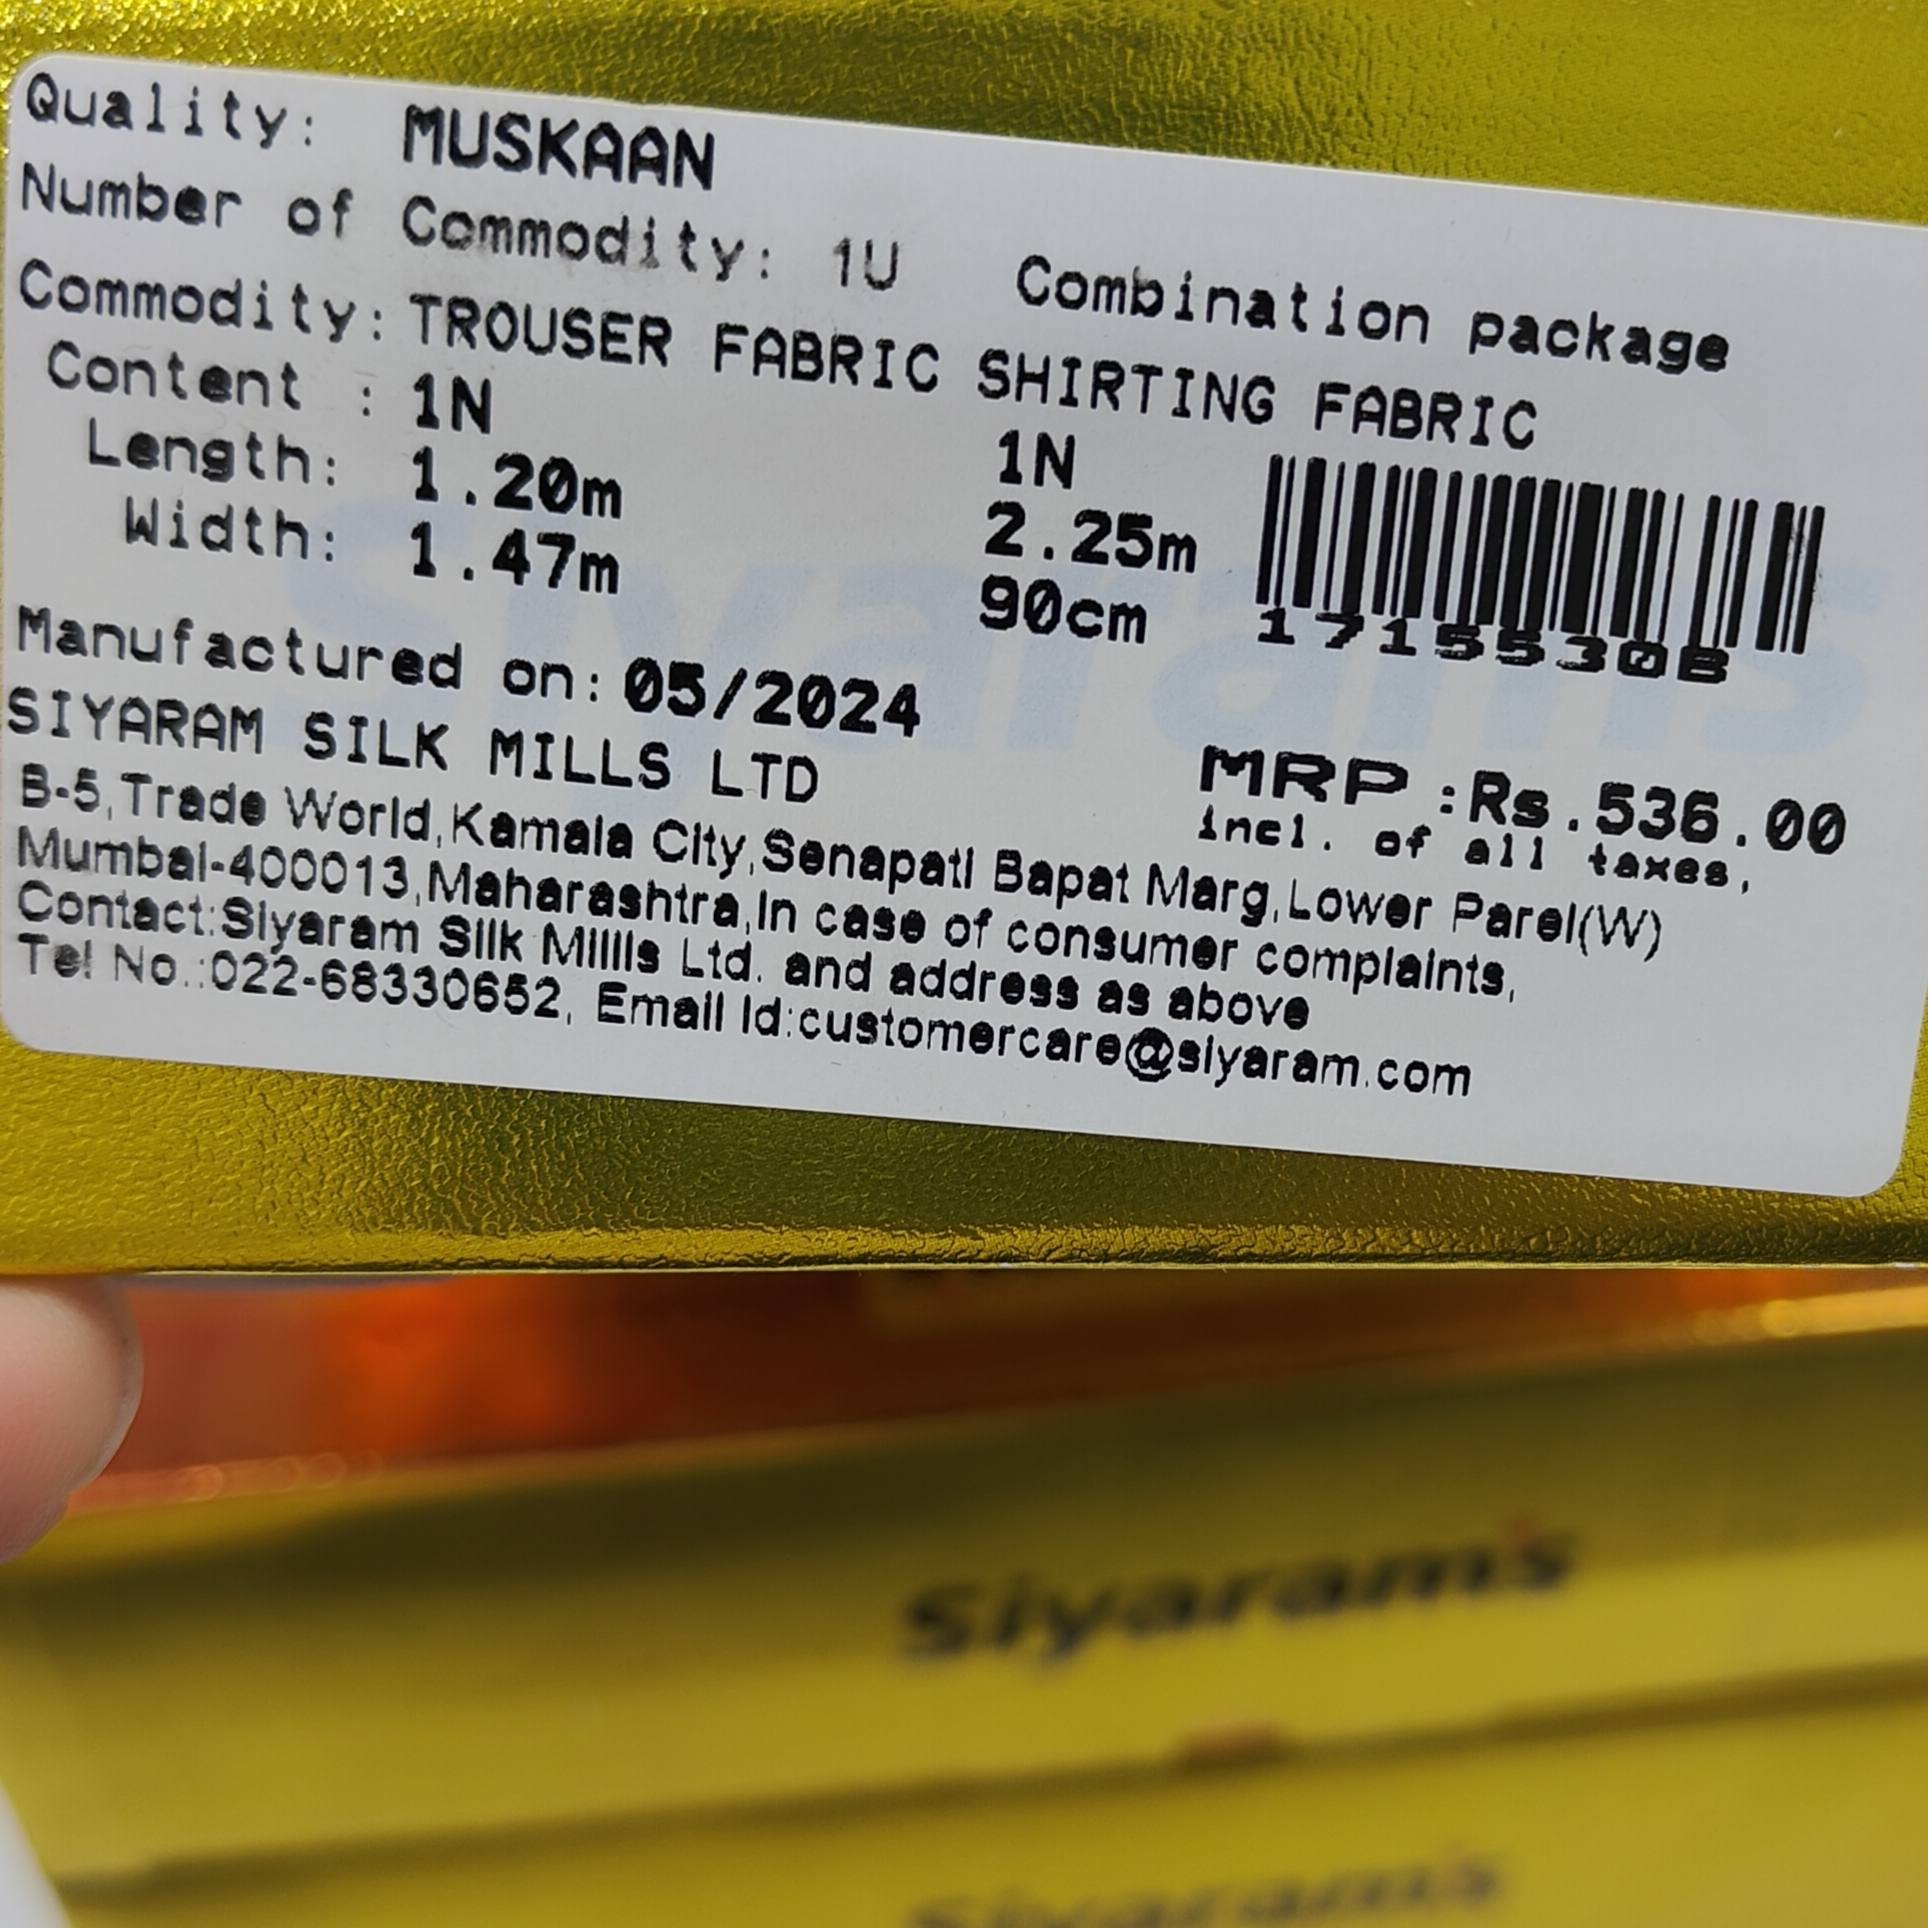 Quality: MUSKAAN
Number of Commodity: 1U Combination package
Commodity: TROUSER FABRIC SHIRTING FABRIC
Content : 1N 1N
Length: 1.20m 2.25m
Width: 1.47m 90cm
1715530B
Manufactured on: 05/2024
SIYARAM SILK MILLS LTD
MRP :Rs.536.00
incl. of all taxes,
B-5,Trade World,Kamala City,Senapati Bapat Marg,Lower Parel(W)
Mumbai-400013,Maharashtra,In case of consumer complaints,
Contact:Siyaram Silk Millls Ltd. and address as above
Tel No.:022-68330652, Email Id:customercare@siyaram.com
Siyaram's
Siyaram's
Siyaram's